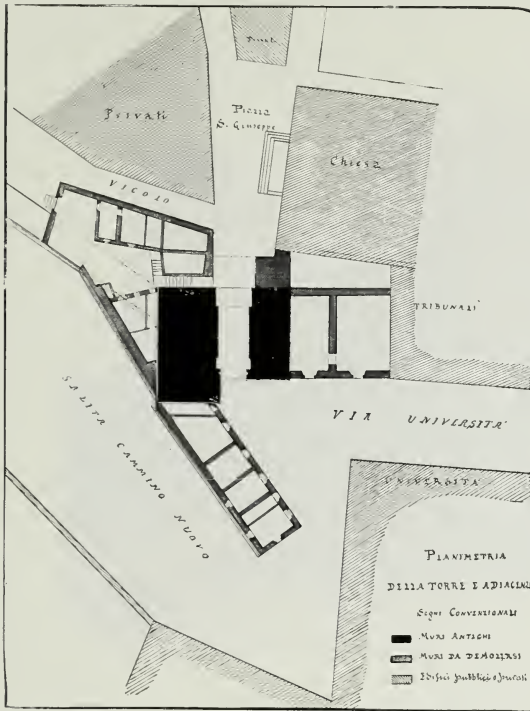 Privati
Privati
Piazza
S. Giuseppe
Chiesa
VICOLO
TRIBUNALI
SALITA CAMMINO NUOVO
VIA UNIVERSITA'
UNIVERSITA'
PLANIMETRIA
DELLA TORRE E ADIACENZE
Segni CONVENZIONALI
MURI ANTICHI
MURI DA DEMOLIRSI
Edifici pubblici o privati